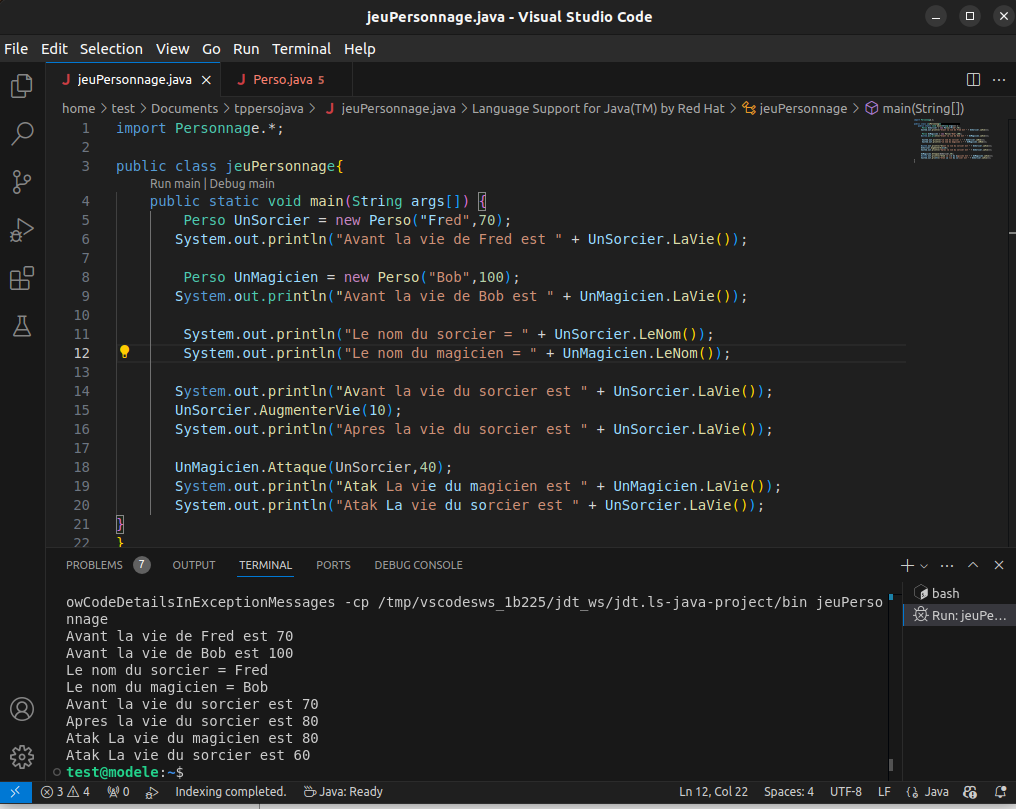 jeuPersonnage.java - Visual Studio Code
File Edit Selection View Go Run Terminal Help
J jeuPersonnage.java × J Perso.java 5
home > test > Documents > tppersojava > J jeuPersonnage.java > Language Support for Java(TM) by Red Hat > jeuPersonnage > main(String[])
1 import Personnage.*;
2
3 public class jeuPersonnage{
Run main | Debug main
4 public static void main(String args[]) {
5 Perso UnSorcier = new Perso("Fred",70);
6 System.out.println("Avant la vie de Fred est " + UnSorcier.LaVie());
7
8 Perso UnMagicien = new Perso("Bob",100);
9 System.out.println("Avant la vie de Bob est " + UnMagicien.LaVie());
10
11 System.out.println("Le nom du sorcier = " + UnSorcier.LeNom());
12 System.out.println("Le nom du magicien = " + UnMagicien.LeNom());
13
14 System.out.println("Avant la vie du sorcier est " + UnSorcier.LaVie());
15 UnSorcier.AugmenterVie(10);
16 System.out.println("Apres la vie du sorcier est " + UnSorcier.LaVie());
17
18 UnMagicien.Attaque(UnSorcier,40);
19 System.out.println("Atak La vie du magicien est " + UnMagicien.LaVie());
20 System.out.println("Atak La vie du sorcier est " + UnSorcier.LaVie());
21 }
22 }
PROBLEMS 7 OUTPUT TERMINAL PORTS DEBUG CONSOLE
owCodeDetailsInExceptionMessages -cp /tmp/vscodesws_1b225/jdt_ws/jdt.ls-java-project/bin jeuPerso
nnage
Avant la vie de Fred est 70
Avant la vie de Bob est 100
Le nom du sorcier = Fred
Le nom du magicien = Bob
Avant la vie du sorcier est 70
Apres la vie du sorcier est 80
Atak La vie du magicien est 80
Atak La vie du sorcier est 60
test@modele:~$
bash
Run: jeuPe...
3 4 0 Indexing completed. Java: Ready Ln 12, Col 22 Spaces: 4 UTF-8 LF {} Java